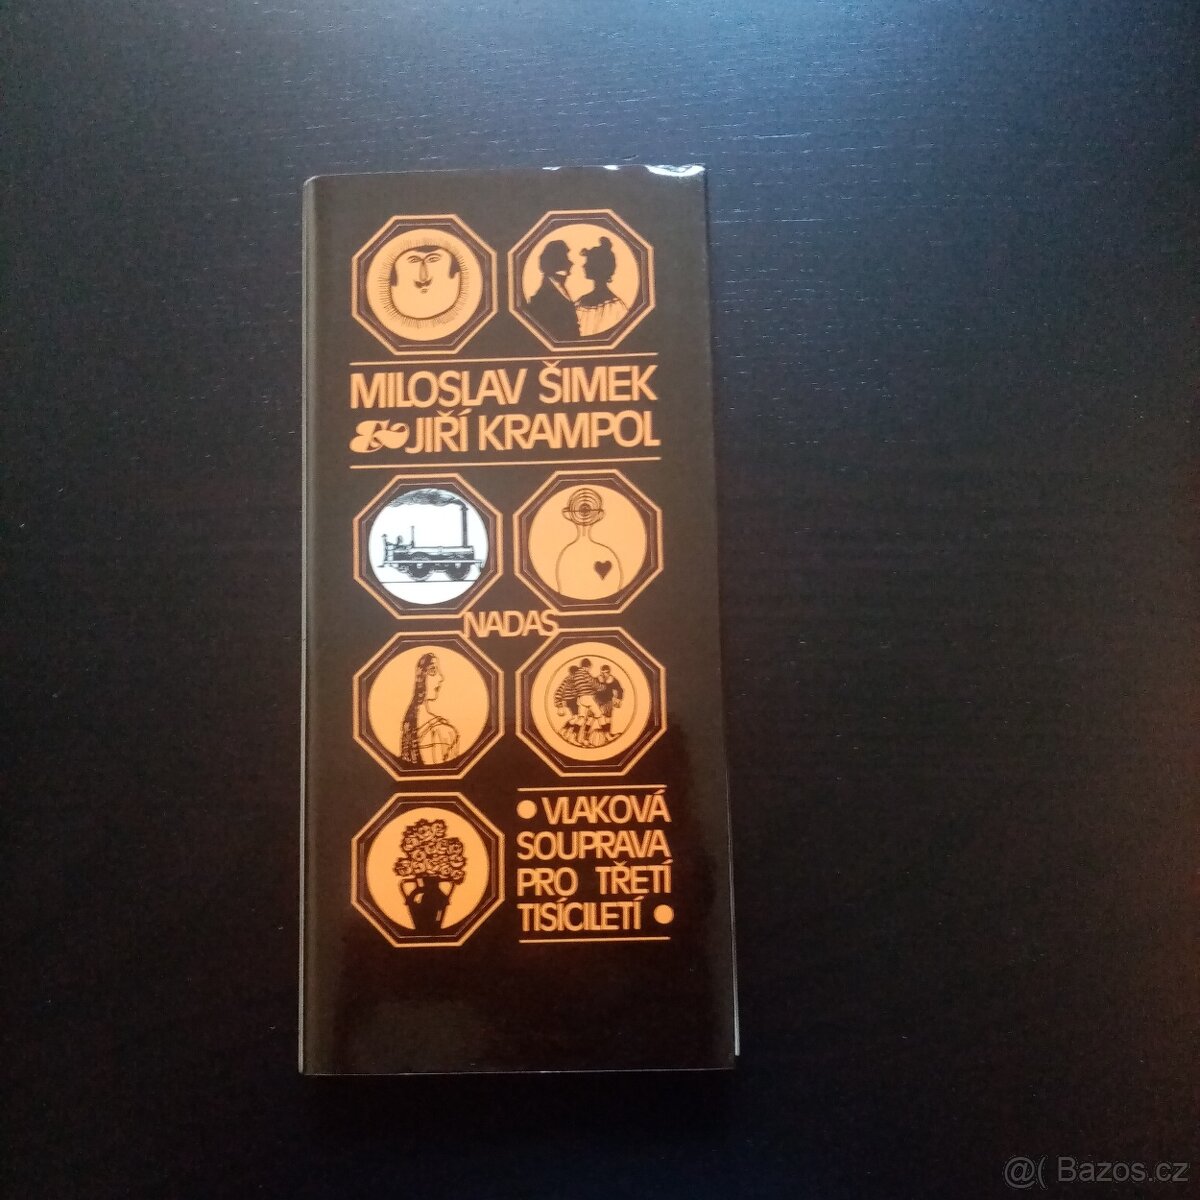 MILOSLAV ŠIMEK
& JIŘÍ KRAMPOL
NADAS
• VLAKOVÁ
SOUPRAVA
PRO TŘETÍ
TISÍCILETÍ •
@( Bazos.cz